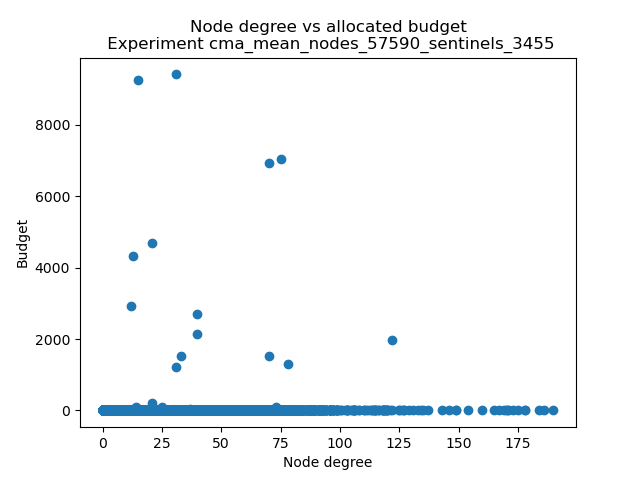 Node degree vs allocated budget
Experiment cma_mean_nodes_57590_sentinels_3455
8000
6000
4000
2000
0
Budget
0 25 50 75 100 125 150 175
Node degree